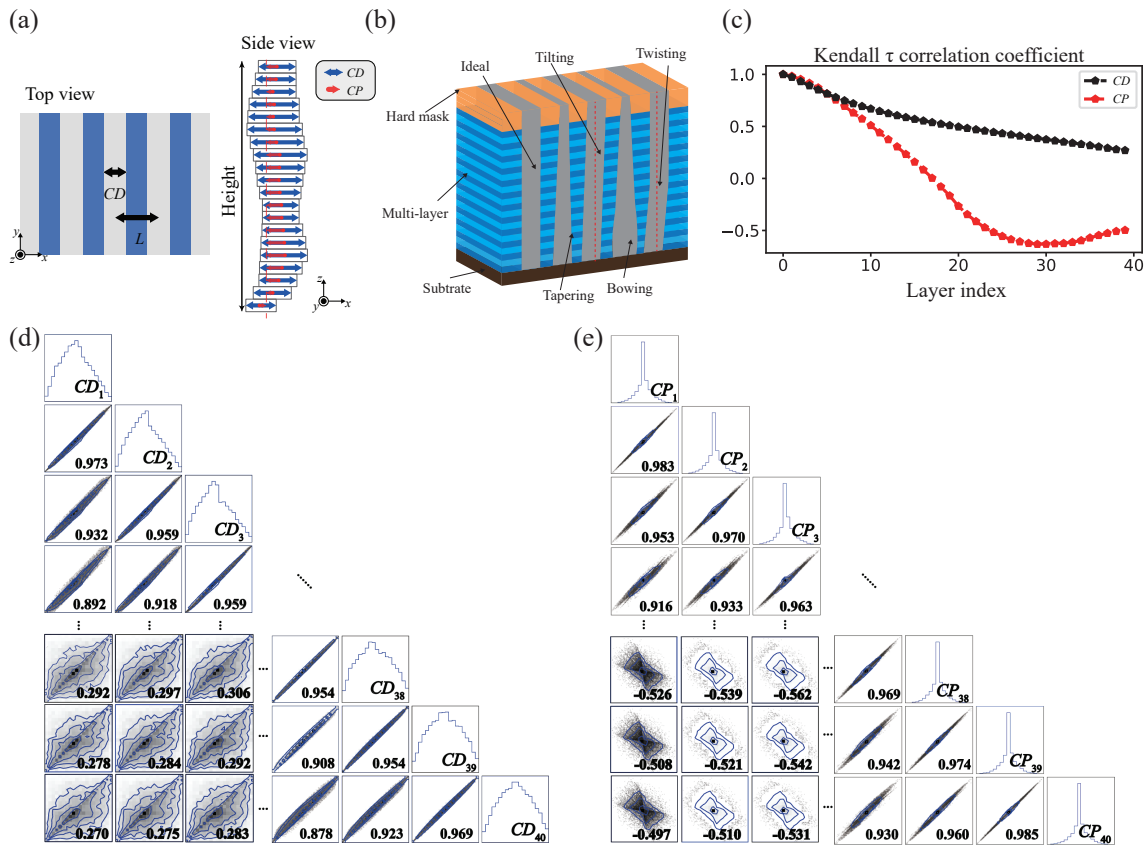 (a)
Top view
CD
L
y
z
x
Side view
Height
CD
CP
z
y
x
(b)
Ideal
Tilting
Twisting
Hard mask
Multi-layer
Subtrate
Tapering
Bowing
(c)
Kendall τ correlation coefficient
CD
CP
1.0
0.5
0.0
−0.5
0 10 20 30 40
Layer index
(d)
CD1
0.973
CD2
0.932 0.959
CD3
0.892 0.918 0.959
0.292 0.297 0.306 ... 0.954
CD38
0.278 0.284 0.292 ... 0.908 0.954
CD39
0.270 0.275 0.283 ... 0.878 0.923 0.969
CD40
(e)
CP1
0.983
CP2
0.953 0.970
CP3
0.916 0.933 0.963
-0.526 -0.539 -0.562 ... 0.969
CP38
-0.508 -0.521 -0.542 ... 0.942 0.974
CP39
-0.497 -0.510 -0.531 ... 0.930 0.960 0.985
CP40